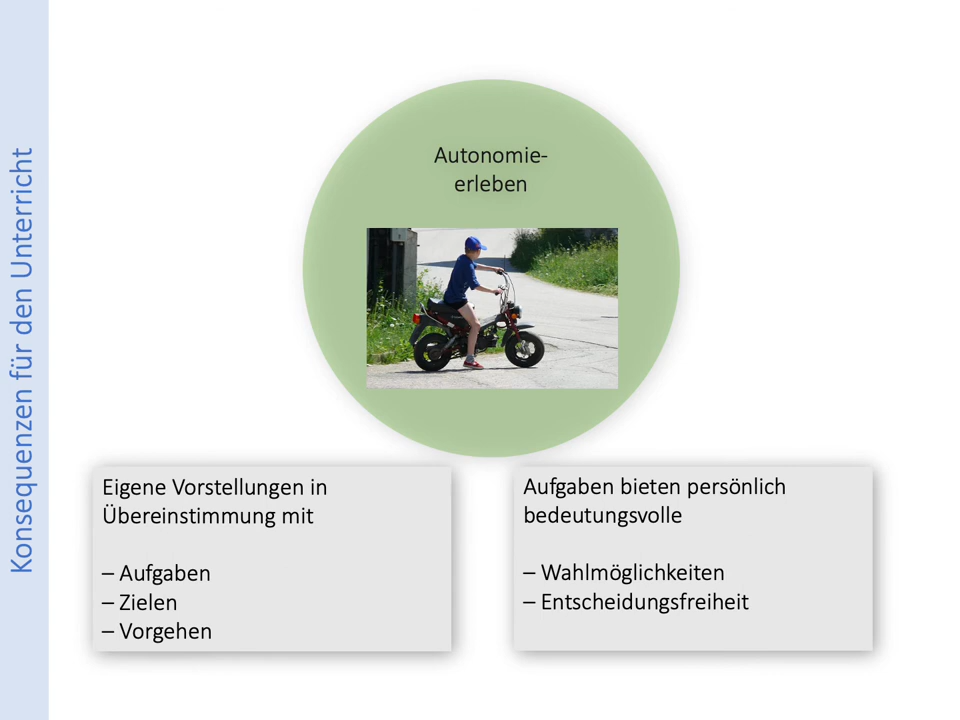 Konsequenzen für den Unterricht
Autonomie-
erleben
Eigene Vorstellungen in
Übereinstimmung mit
– Aufgaben
– Zielen
– Vorgehen
Aufgaben bieten persönlich
bedeutungsvolle
– Wahlmöglichkeiten
– Entscheidungsfreiheit